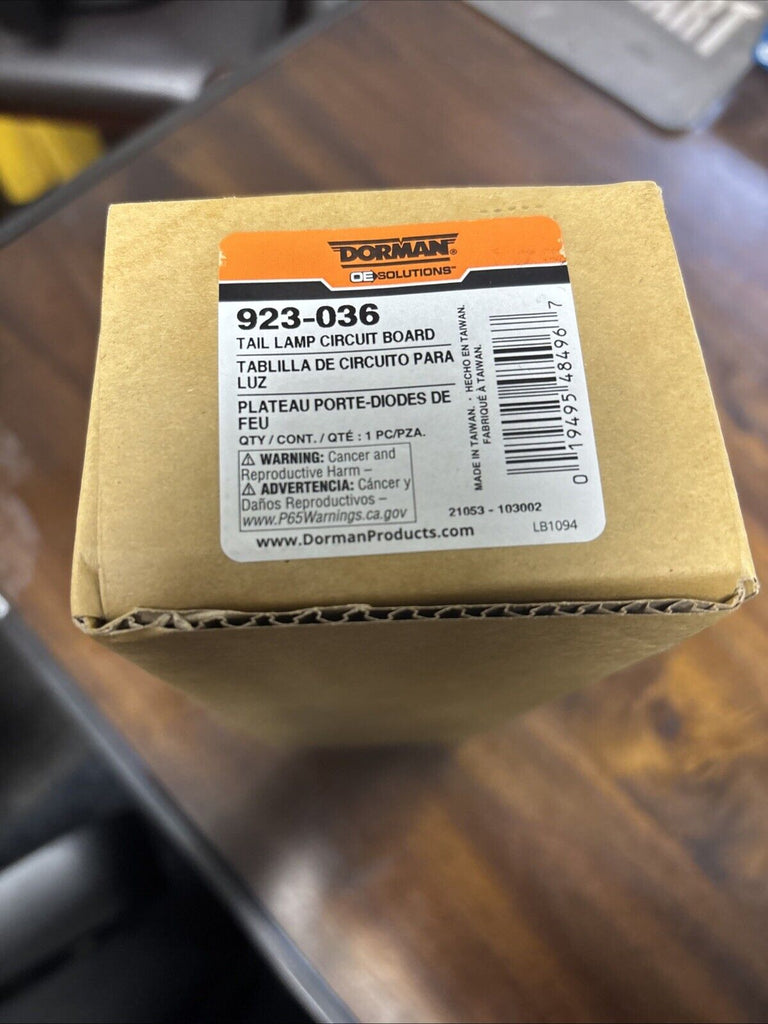 DORMAN®
OE SOLUTIONS™
923-036
TAIL LAMP CIRCUIT BOARD
TABLILLA DE CIRCUITO PARA
LUZ
PLATEAU PORTE-DIODES DE
FEU
QTY / CONT. / QTÉ : 1 PC/PZA.
⚠ WARNING: Cancer and
Reproductive Harm –
⚠ ADVERTENCIA: Cáncer y
Daños Reproductivos –
www.P65Warnings.ca.gov
www.DormanProducts.com
MADE IN TAIWAN. · HECHO EN TAIWAN.
FABRIQUÉ À TAIWAN.
0 19495 48496 7
21053 - 103002
LB1094